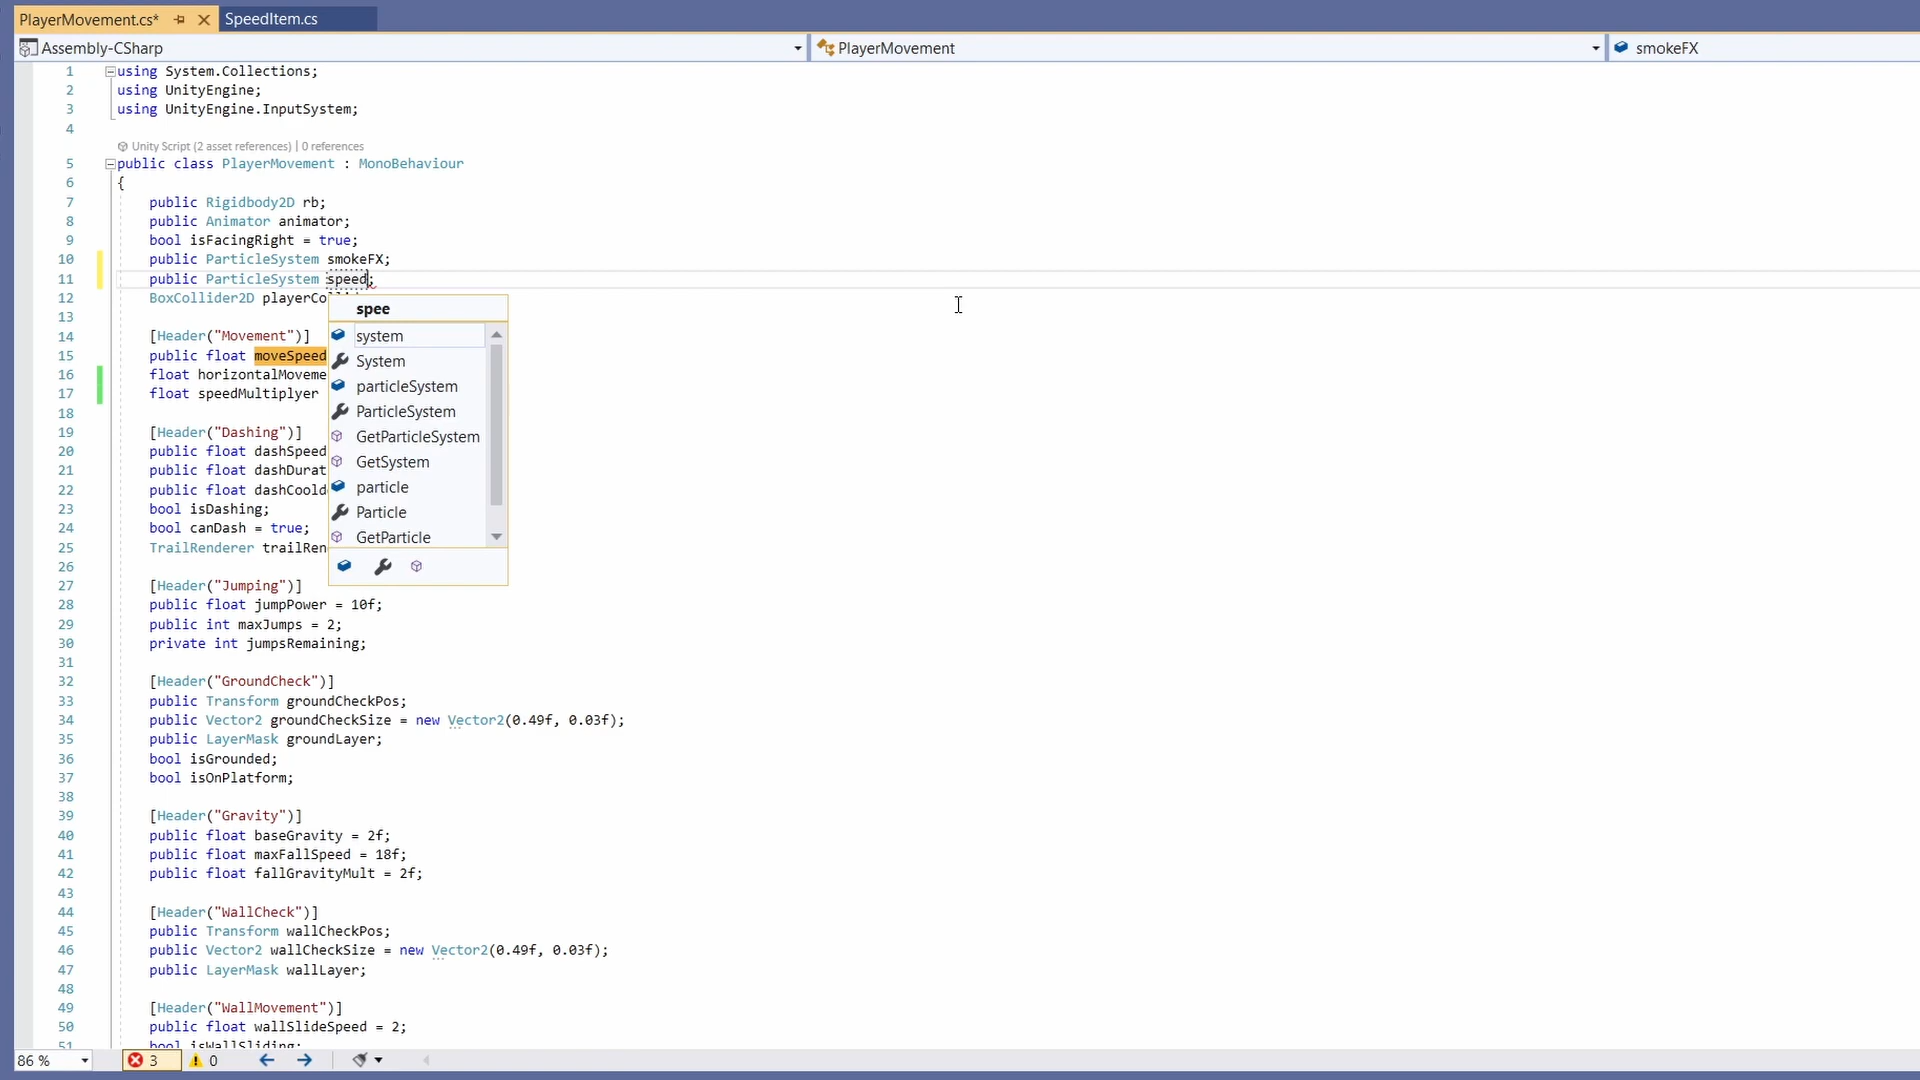 PlayerMovement.cs* SpeedItem.cs
Assembly-CSharp PlayerMovement smokeFX
1 using System.Collections;
2 using UnityEngine;
3 using UnityEngine.InputSystem;
4
Unity Script (2 asset references) | 0 references
5 public class PlayerMovement : MonoBehaviour
6 {
7 public Rigidbody2D rb;
8 public Animator animator;
9 bool isFacingRight = true;
10 public ParticleSystem smokeFX;
11 public ParticleSystem speed;
12 BoxCollider2D playerCo
13
14 [Header("Movement")]
15 public float moveSpeed
16 float horizontalMoveme
17 float speedMultiplyer
18
19 [Header("Dashing")]
20 public float dashSpeed
21 public float dashDurat
22 public float dashCoold
23 bool isDashing;
24 bool canDash = true;
25 TrailRenderer trailRen
26
27 [Header("Jumping")]
28 public float jumpPower = 10f;
29 public int maxJumps = 2;
30 private int jumpsRemaining;
31
32 [Header("GroundCheck")]
33 public Transform groundCheckPos;
34 public Vector2 groundCheckSize = new Vector2(0.49f, 0.03f);
35 public LayerMask groundLayer;
36 bool isGrounded;
37 bool isOnPlatform;
38
39 [Header("Gravity")]
40 public float baseGravity = 2f;
41 public float maxFallSpeed = 18f;
42 public float fallGravityMult = 2f;
43
44 [Header("WallCheck")]
45 public Transform wallCheckPos;
46 public Vector2 wallCheckSize = new Vector2(0.49f, 0.03f);
47 public LayerMask wallLayer;
48
49 [Header("WallMovement")]
50 public float wallSlideSpeed = 2;
51 bool isWallSliding;
spee
system
System
particleSystem
ParticleSystem
GetParticleSystem
GetSystem
particle
Particle
GetParticle
86 % 3 0